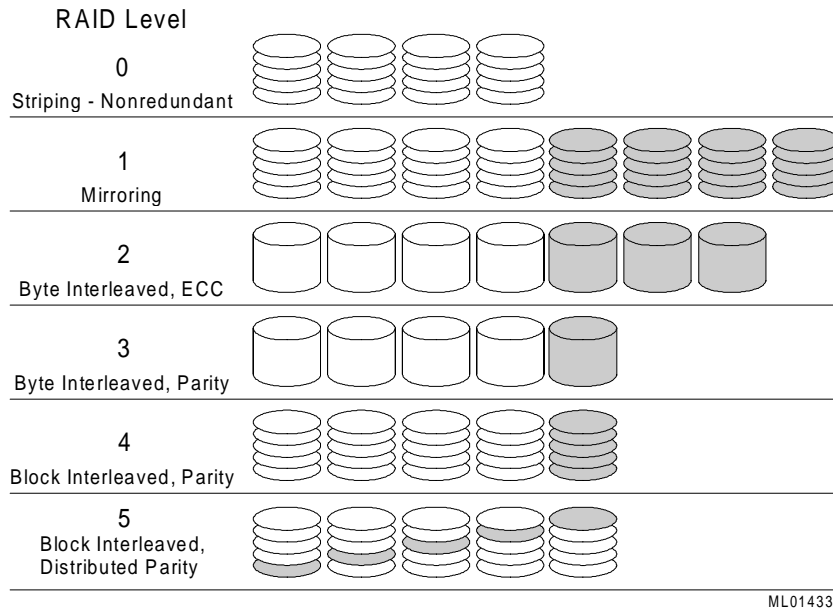 RAID Level
0
Striping - Nonredundant
1
Mirroring
2
Byte Interleaved, ECC
3
Byte Interleaved, Parity
4
Block Interleaved, Parity
5
Block Interleaved,
Distributed Parity
ML01433